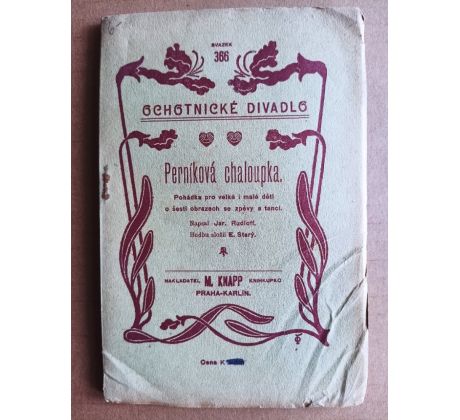 SVAZEK
366
OCHOTNICKÉ DIVADLO
Perníková chaloupka.
Pohádka pro velké i malé děti
o šesti obrazech se zpěvy a tanci.
Napsal Jar. Rudloff.
Hudbu složil E. Starý.
NAKLADATEL M. KNAPP KNIHKUPEC
PRAHA-KARLÍN.
Cena K